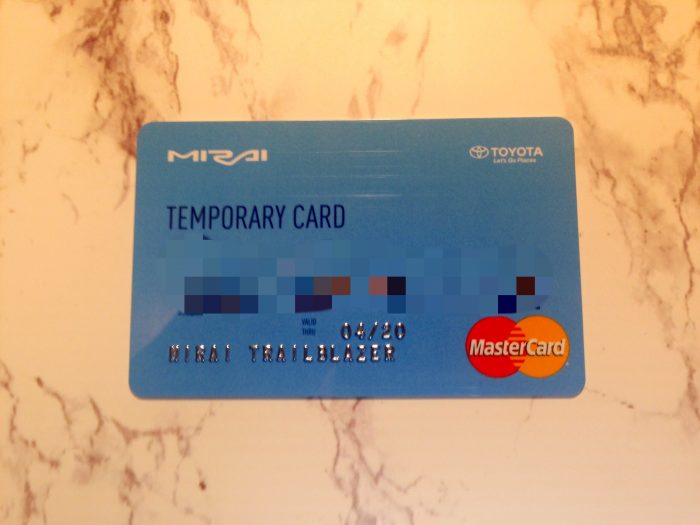 MIRAI
TOYOTA
Let's Go Places
TEMPORARY CARD
VALID
THRU
04/20
MIRAI TRAILBLAZER
MasterCard